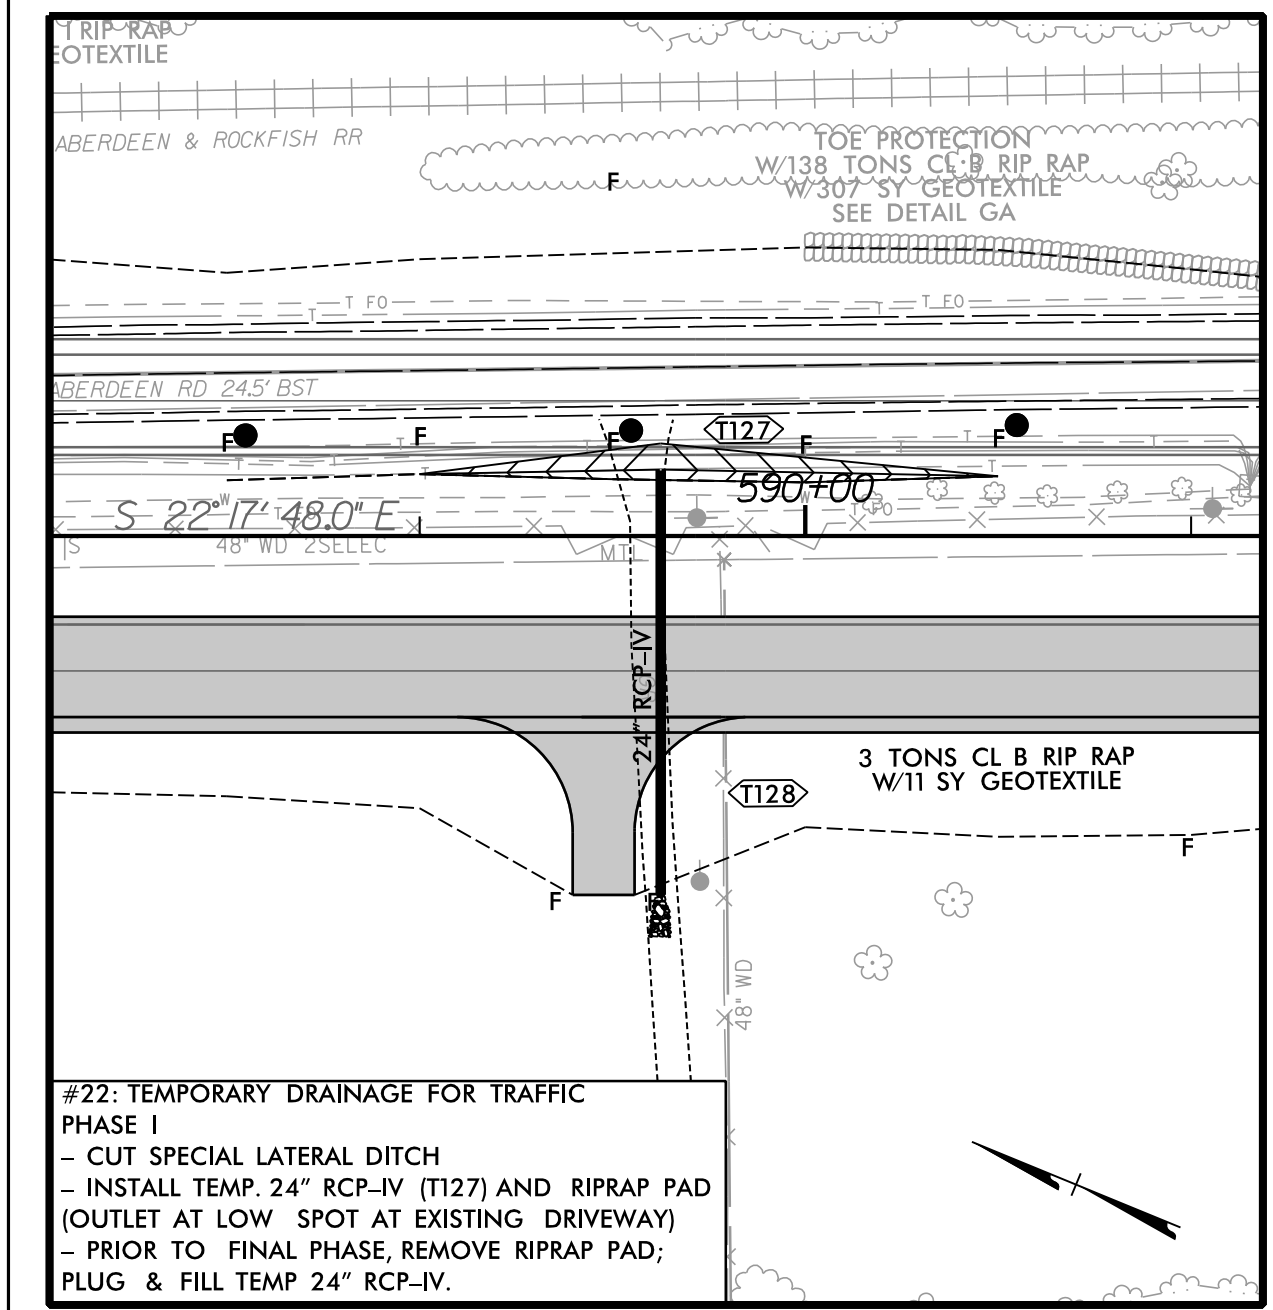 T RIP RAP
EOTEXTILE
ABERDEEN & ROCKFISH RR
TOE PROTECTION
W/138 TONS CL B RIP RAP
W/307 SY GEOTEXTILE
SEE DETAIL GA
F
T FO
T FO
T
T
ABERDEEN RD 24.5' BST
F
F
F
T127
F
F
590+00
S 22°17' 48.0" E
W
W
T FO
IS
48" WD 2SELEC
MT
24" RCP-IV
3 TONS CL B RIP RAP
W/11 SY GEOTEXTILE
T128
F
F
F
48" WD
#22: TEMPORARY DRAINAGE FOR TRAFFIC
PHASE I
- CUT SPECIAL LATERAL DITCH
- INSTALL TEMP. 24" RCP-IV (T127) AND RIPRAP PAD
(OUTLET AT LOW SPOT AT EXISTING DRIVEWAY)
- PRIOR TO FINAL PHASE, REMOVE RIPRAP PAD;
PLUG & FILL TEMP 24" RCP-IV.